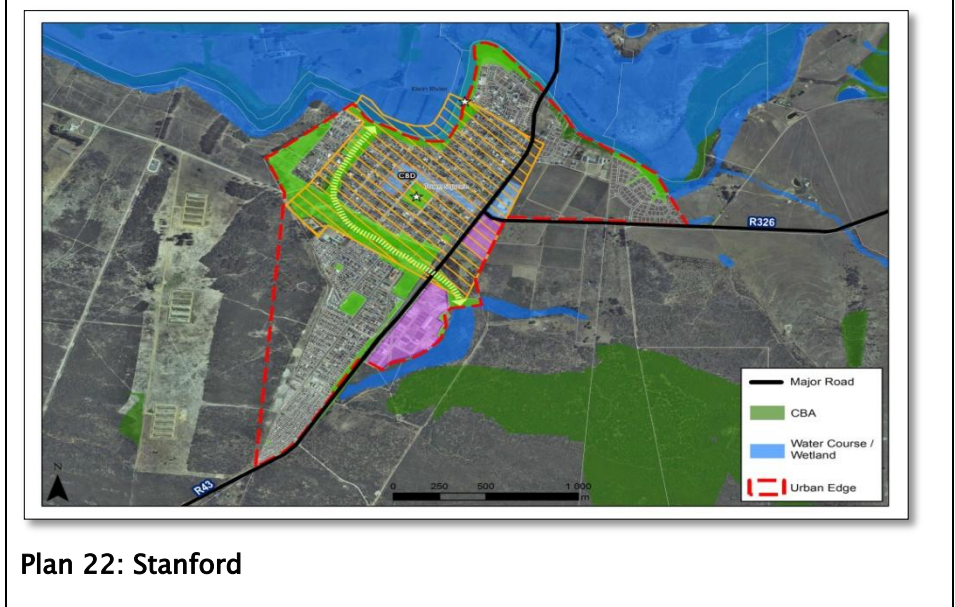 Klein Rivier
CBD
R326
Major Road
CBA
Water Course /
Wetland
Urban Edge
N
0 250 500 1 000
m
R43
Plan 22: Stanford